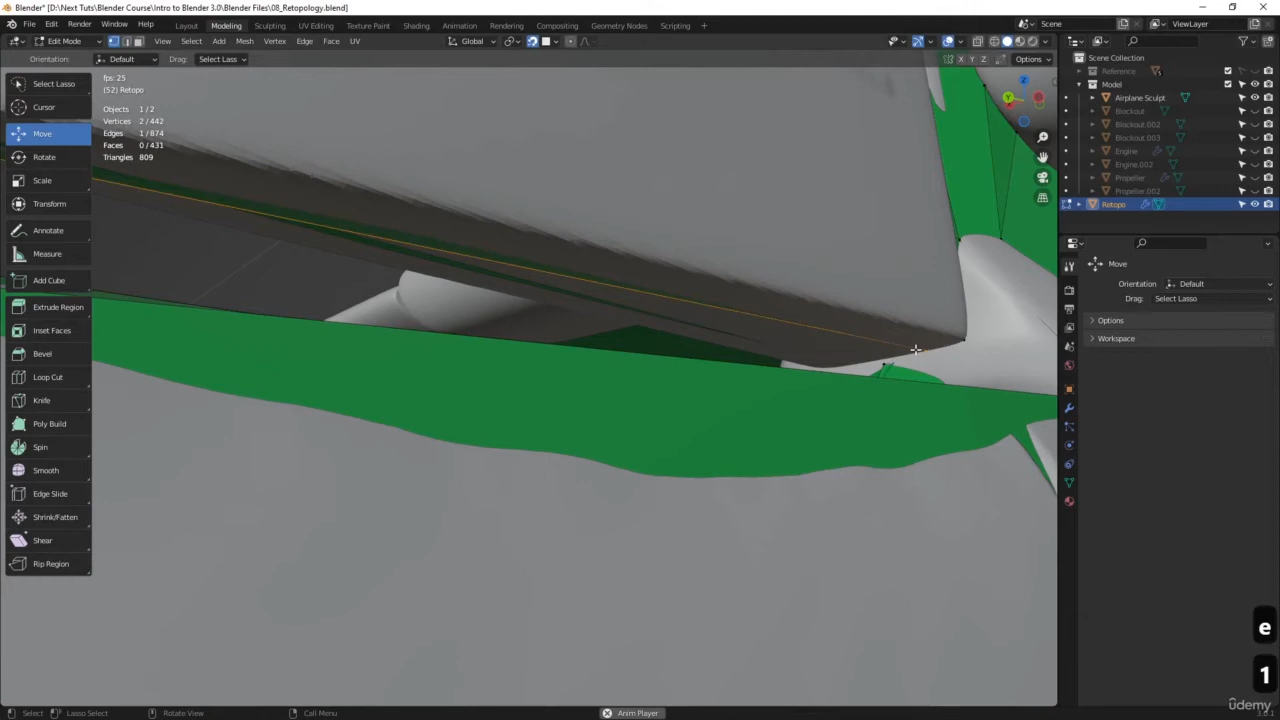 Blender* [D:\Next Tuts\Blender Course\Intro to Blender 3.0\Blender Files\08_Retopology.blend]
File Edit Render Window Help Layout Modeling Sculpting UV Editing Texture Paint Shading Animation Rendering Compositing Geometry Nodes Scripting + Scene ViewLayer
Edit Mode View Select Add Mesh Vertex Edge Face UV Global
Orientation: Default Drag: Select Lasso X Y Z Options
Select Lasso
Cursor
Move
Rotate
Scale
Transform
Annotate
Measure
Add Cube
Extrude Region
Inset Faces
Bevel
Loop Cut
Knife
Poly Build
Spin
Smooth
Edge Slide
Shrink/Fatten
Shear
Rip Region
fps: 25
(52) Retopo
Objects 1/2
Vertices 2/442
Edges 1/874
Faces 0/431
Triangles 809
Z
Y
Scene Collection
Reference
Model
Airplane Sculpt
Blockout
Blockout.002
Blockout.003
Engine
Engine.002
Propeller
Propeller.002
Retopo
Move
Orientation Default
Drag: Select Lasso
Options
Workspace
e
1
ûdemy
Select Lasso Select Rotate View Call Menu Anim Player 3.0.1